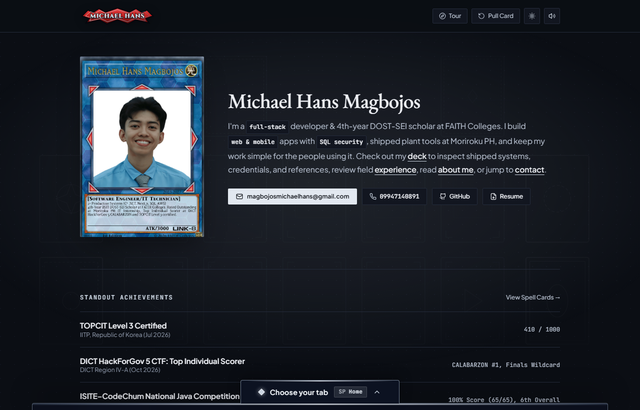 MICHAEL HANS
Tour
Pull Card
MICHAEL HANS MAGBOJOS
[SOFTWARE ENGINEER/IT TECHNICIAN]
ATK/3000 LINK-8
Michael Hans Magbojos
I'm a full-stack developer & 4th-year DOST-SEI scholar at FAITH Colleges. I build
web & mobile apps with SQL security, shipped plant tools at Moriroku PH, and keep my
work simple for the people using it. Check out my deck to inspect shipped systems,
credentials, and references, review field experience, read about me, or jump to contact.
magbojosmichaelhans@gmail.com
09947148891
GitHub
Resume
STANDOUT ACHIEVEMENTS
View Spell Cards →
TOPCIT Level 3 Certified
IITP, Republic of Korea (Jul 2026)
410 / 1000
DICT HackForGov 5 CTF: Top Individual Scorer
DICT Region IV-A (Oct 2026)
CALABARZON #1, Finals Wildcard
ISITE–CodeChum National Java Competition
100% Score (65/65), 6th Overall
Choose your tab
SP Home